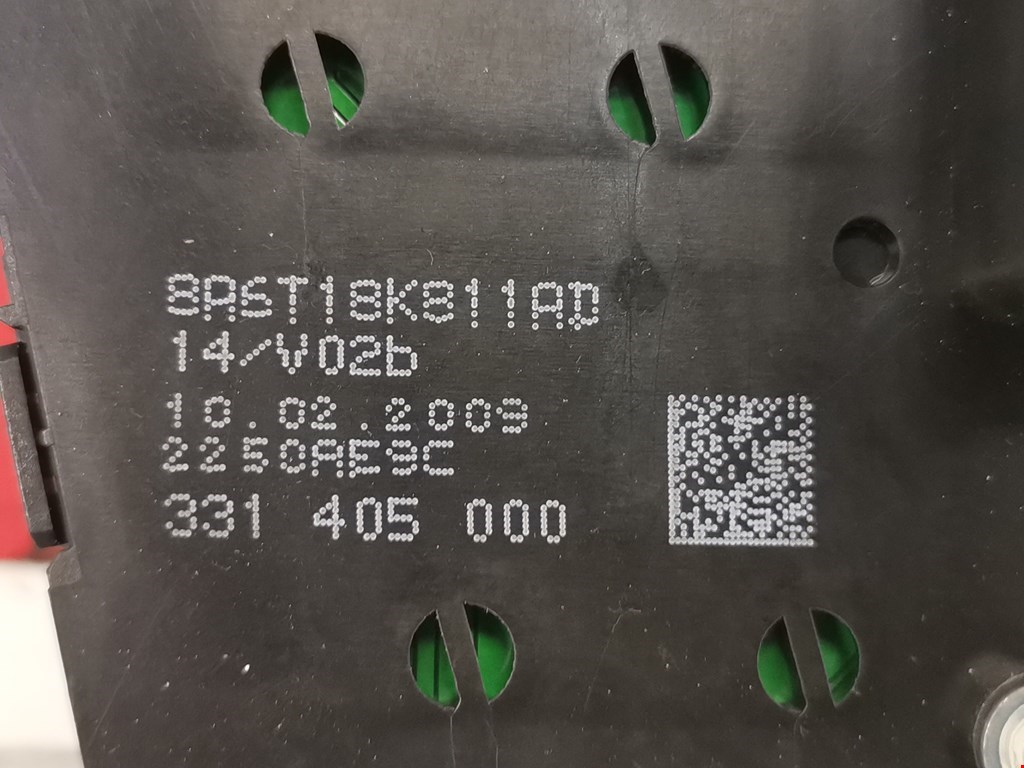 8A6T18K811AD
14/V02b
10.02.2009
2250AE9C
331 405 000